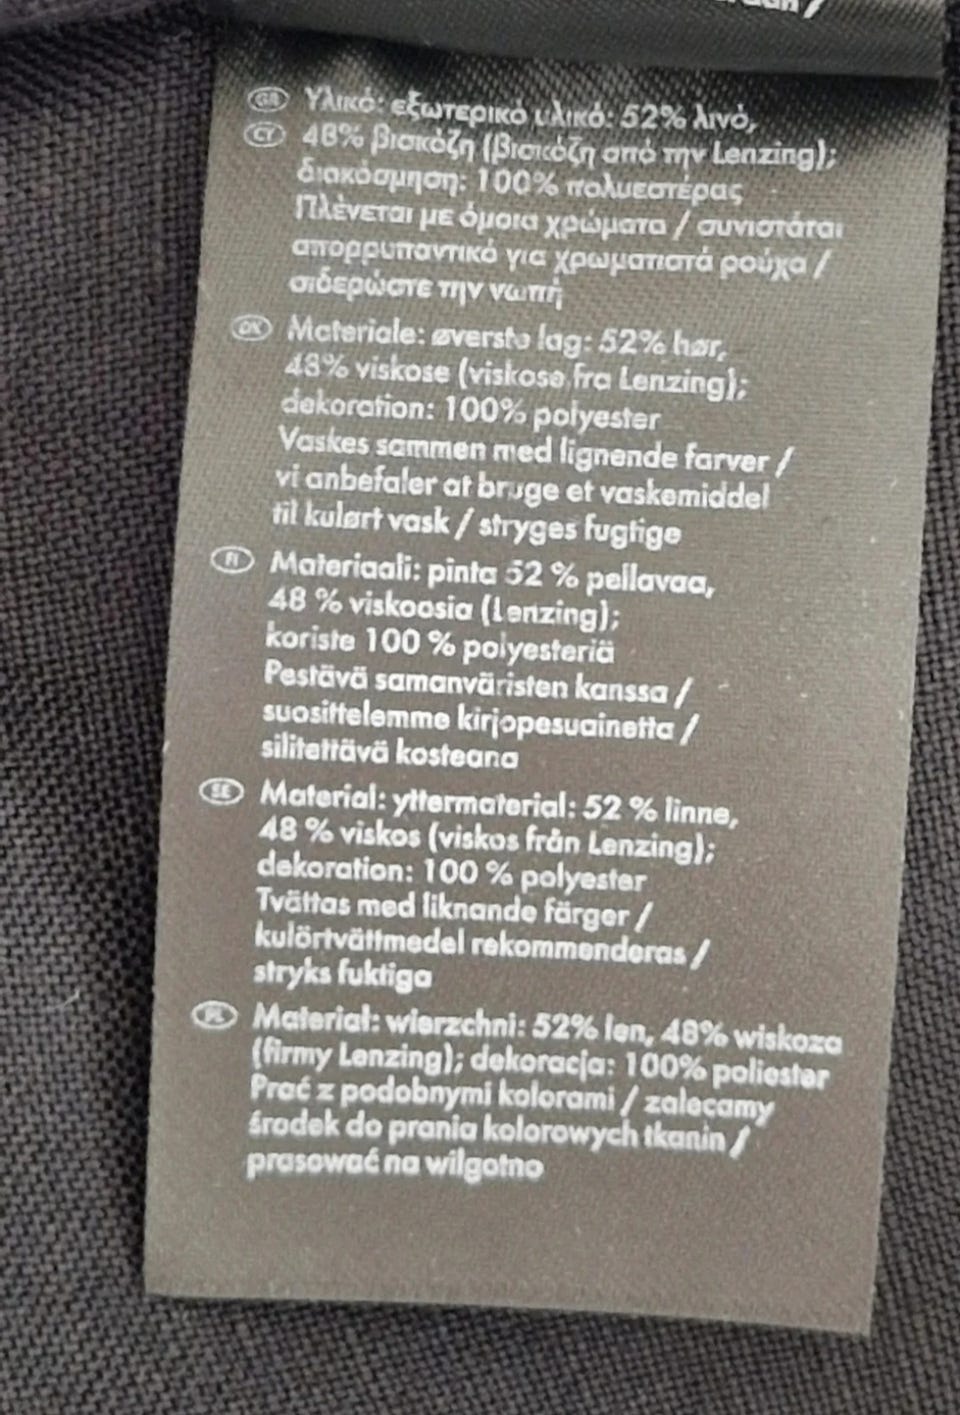 GR Υλικό: εξωτερικό υλικό: 52% λινό,
CY 48% βισκόζη (βισκόζη από την Lenzing);
διακόσμηση: 100% πολυεστέρας
Πλένεται με όμοια χρώματα / συνιστάται
απορρυπαντικό για χρωματιστά ρούχα /
σιδερώστε την νωπή
DK Materiale: øverste lag: 52% hør,
48% viskose (viskose fra Lenzing);
dekoration: 100% polyester
Vaskes sammen med lignende farver /
vi anbefaler at bruge et vaskemiddel
til kulørt vask / stryges fugtige
FI Materiaali: pinta 52 % pellavaa,
48 % viskoosia (Lenzing);
koriste 100 % polyesteriä
Pestävä samanväristen kanssa /
suosittelemme kirjopesuainetta /
silitettävä kosteana
SE Material: yttermaterial: 52 % linne,
48 % viskos (viskos från Lenzing);
dekoration: 100 % polyester
Tvättas med liknande färger /
kulörtvättmedel rekommenderas /
stryks fuktiga
PL Materiał: wierzchni: 52% len, 48% wiskoza
(firmy Lenzing); dekoracja: 100% poliester
Prać z podobnymi kolorami / zalecamy
środek do prania kolorowych tkanin /
prasować na wilgotno